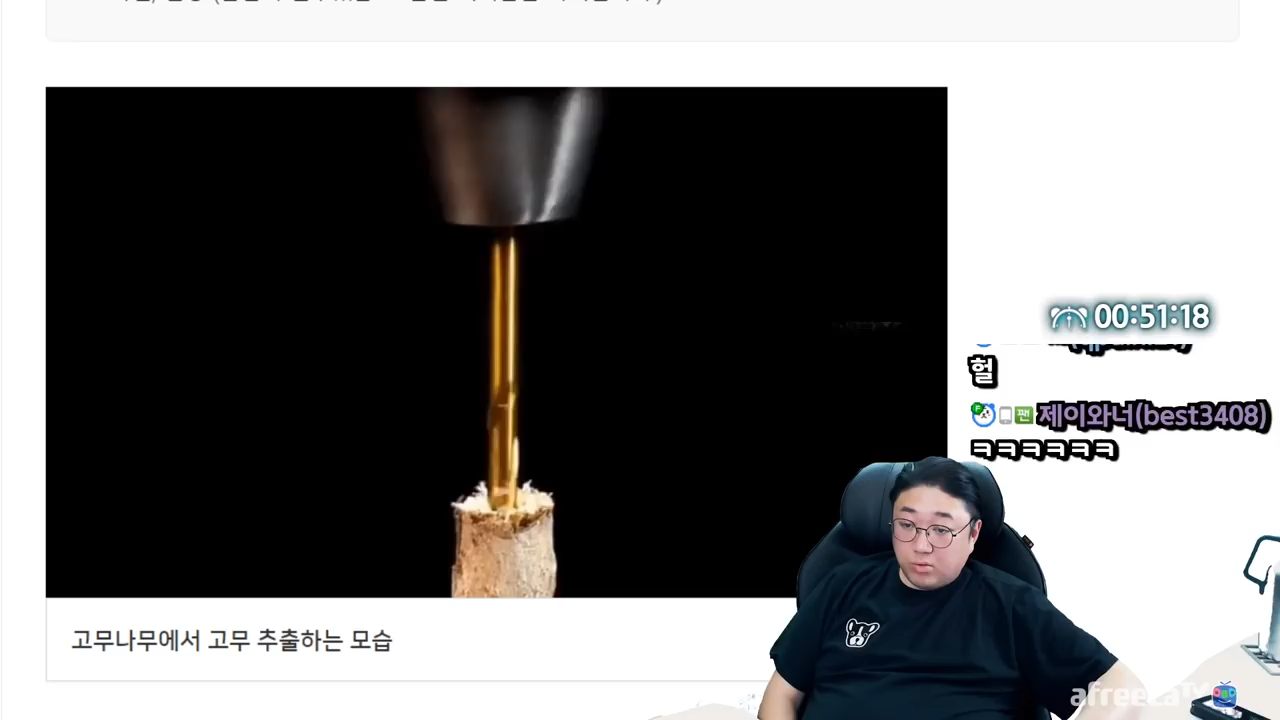 00:51:18
헐
제이와너(best3408)
ㅋㅋㅋㅋㅋㅋ
고무나무에서 고무 추출하는 모습
afreecaTV